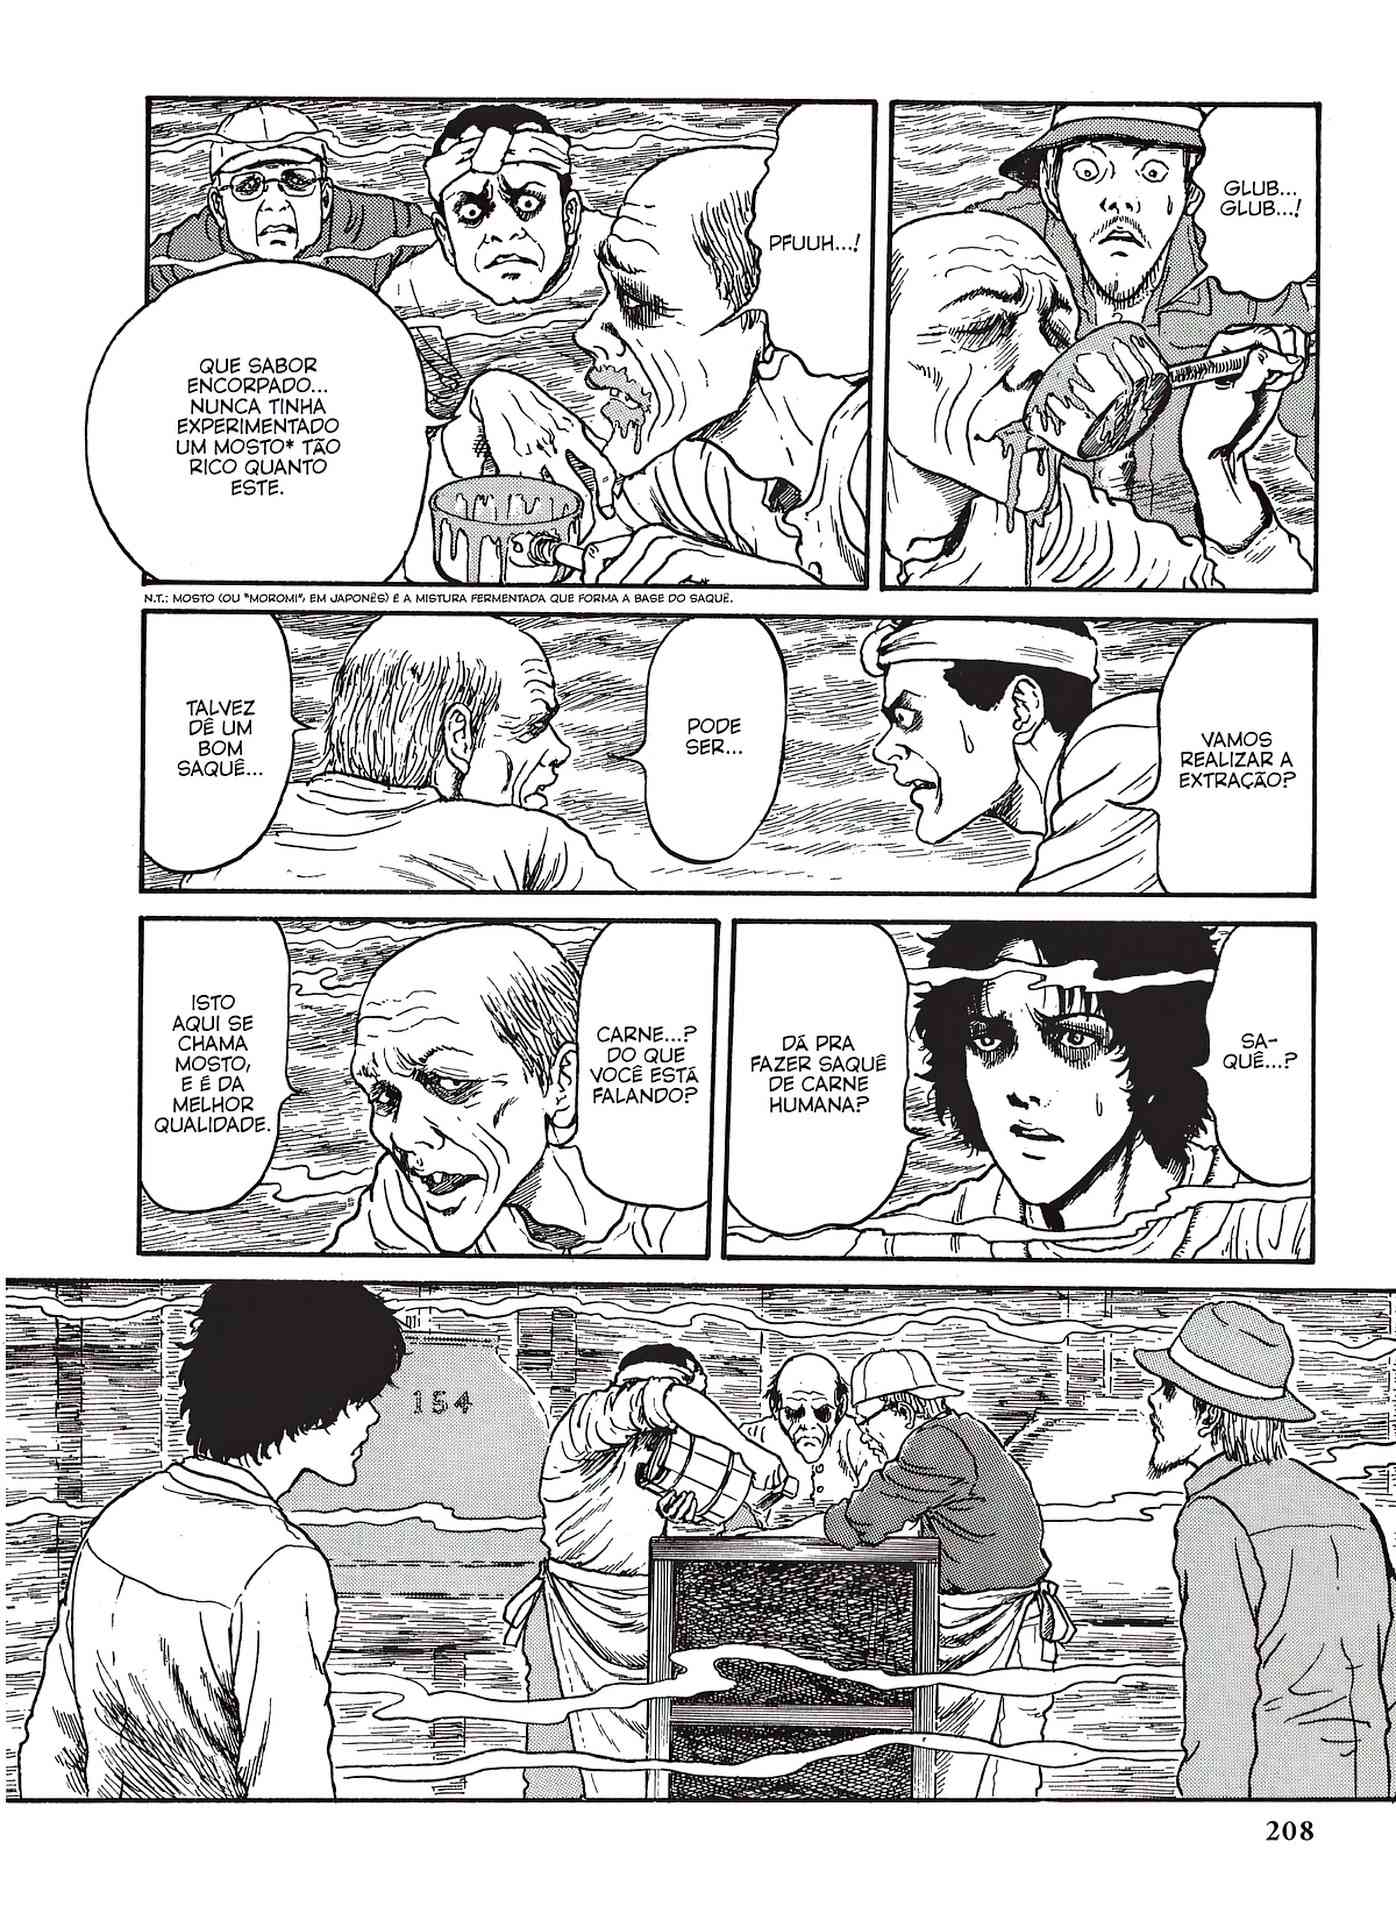 GLUB...
GLUB...!
PFUUH...!
QUE SABOR
ENCORPADO...
NUNCA TINHA
EXPERIMENTADO
UM MOSTO* TÃO
RICO QUANTO
ESTE.
N.T.: MOSTO (OU "MOROMI", EM JAPONÊS) É A MISTURA FERMENTADA QUE FORMA A BASE DO SAQUÊ.
VAMOS
REALIZAR A
EXTRAÇÃO?
PODE
SER...
TALVEZ
DÊ UM
BOM
SAQUÊ...
SA-
QUÊ...?
DÁ PRA
FAZER SAQUÊ
DE CARNE
HUMANA?
CARNE...?
DO QUE
VOCÊ ESTÁ
FALANDO?
ISTO
AQUI SE
CHAMA
MOSTO,
E É DA
MELHOR
QUALIDADE.
154
208